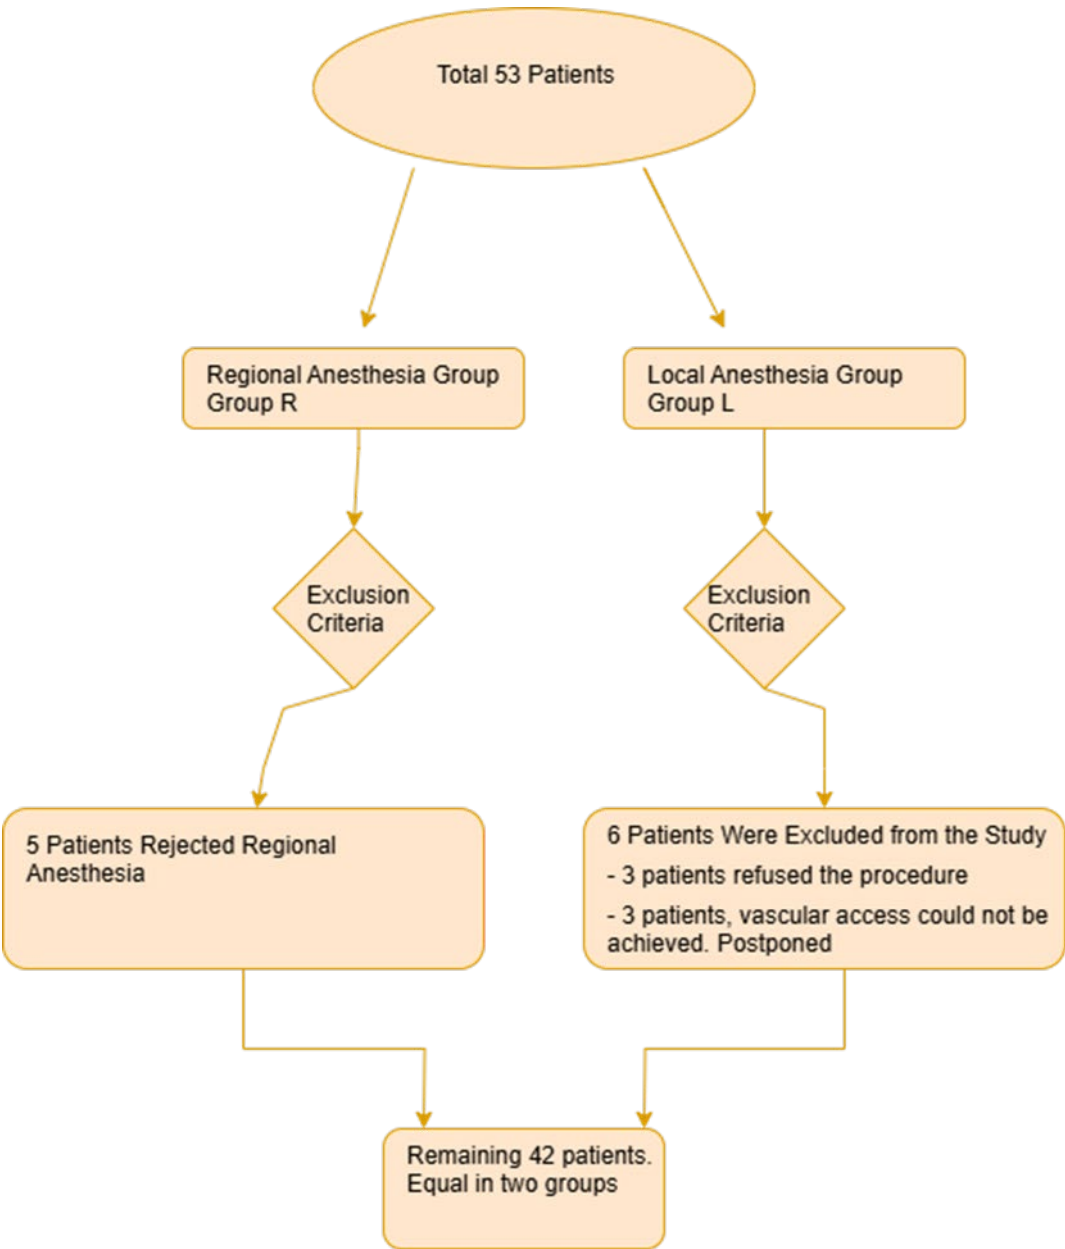 Total 53 Patients
Regional Anesthesia Group
Group R
Local Anesthesia Group
Group L
Exclusion
Criteria
Exclusion
Criteria
5 Patients Rejected Regional
Anesthesia
6 Patients Were Excluded from the Study
- 3 patients refused the procedure
- 3 patients, vascular access could not be
achieved. Postponed
Remaining 42 patients.
Equal in two groups